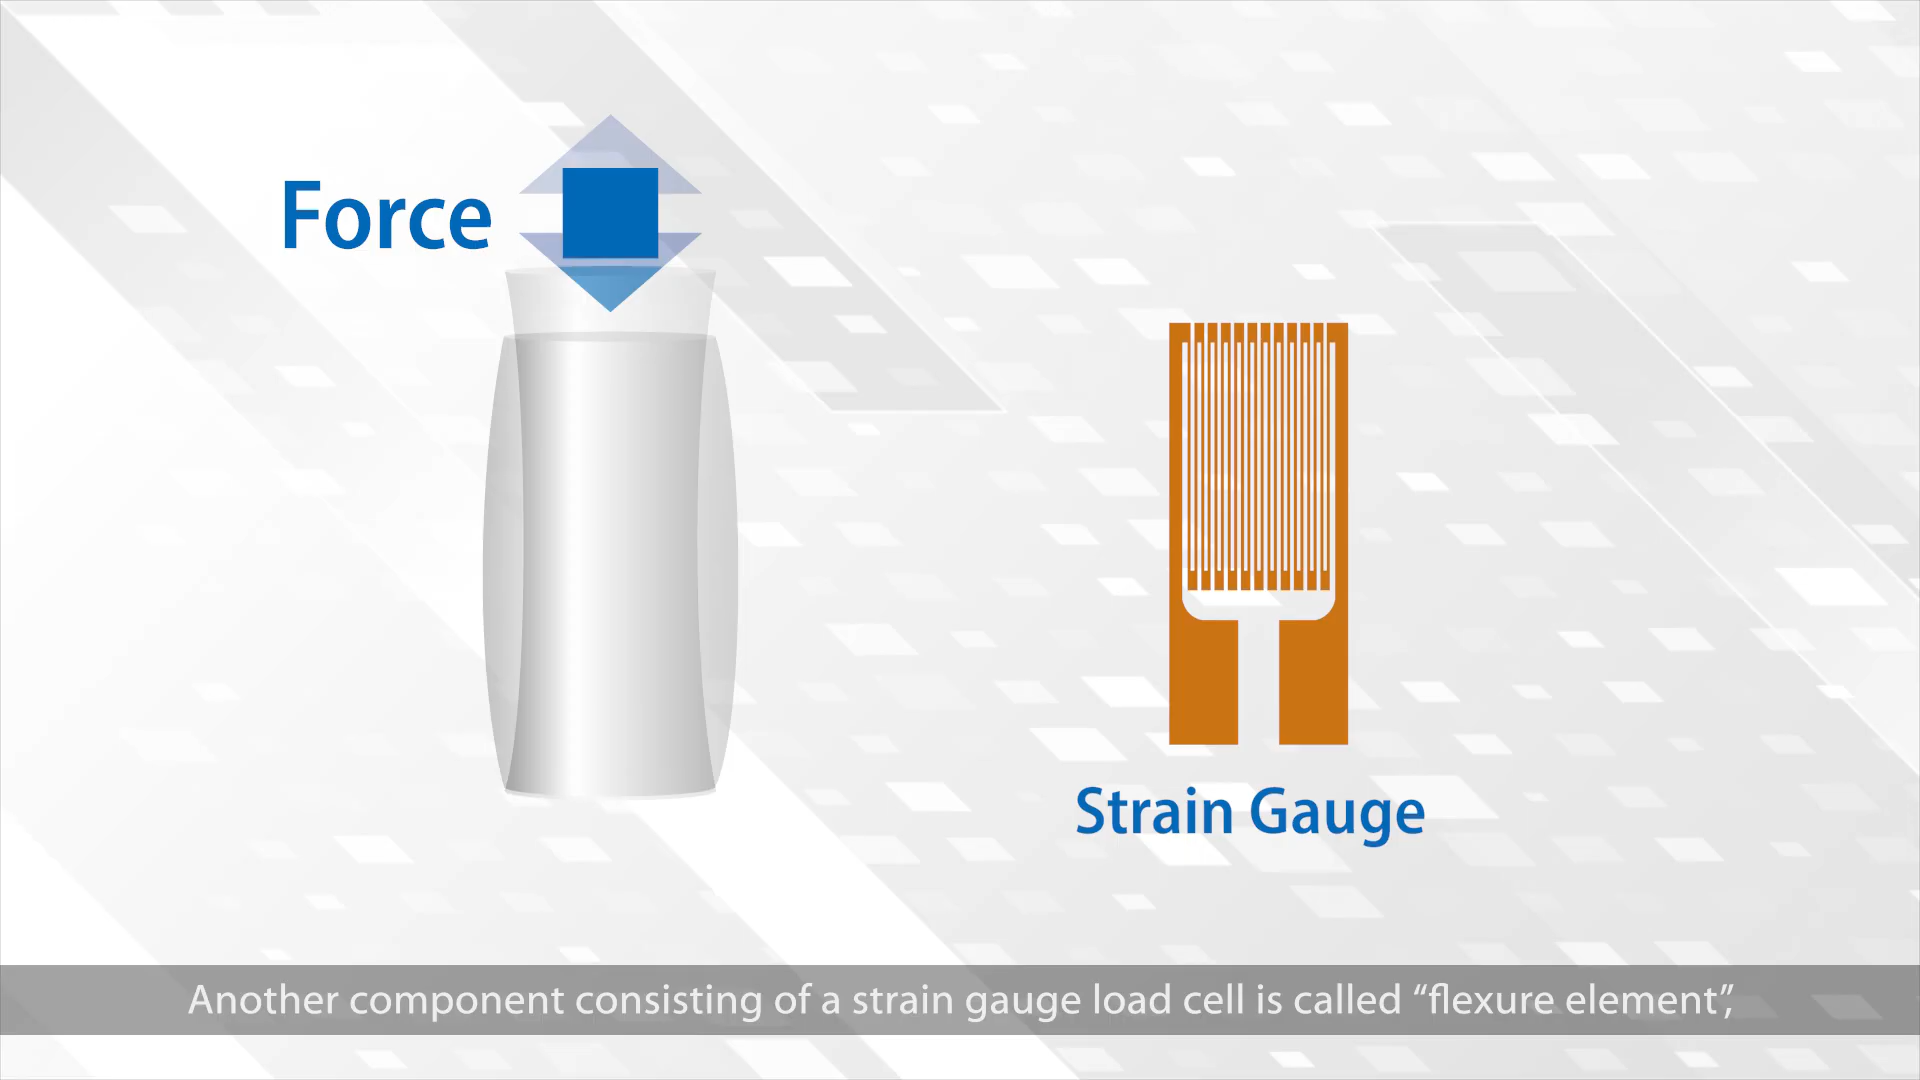 Force
Strain Gauge
Another component consisting of a strain gauge load cell is called “flexure element”,